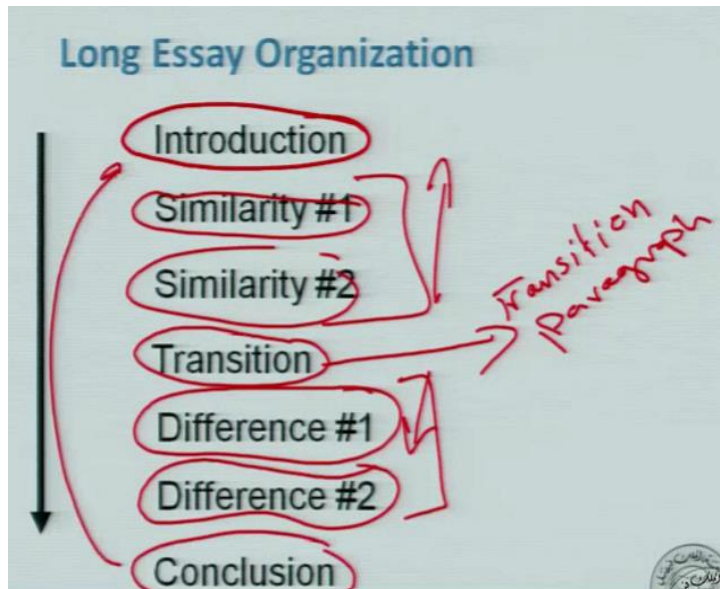 Long Essay Organization
Introduction
Similarity #1
Similarity #2
Transition
Transition
paragraph
Difference #1
Difference #2
Conclusion